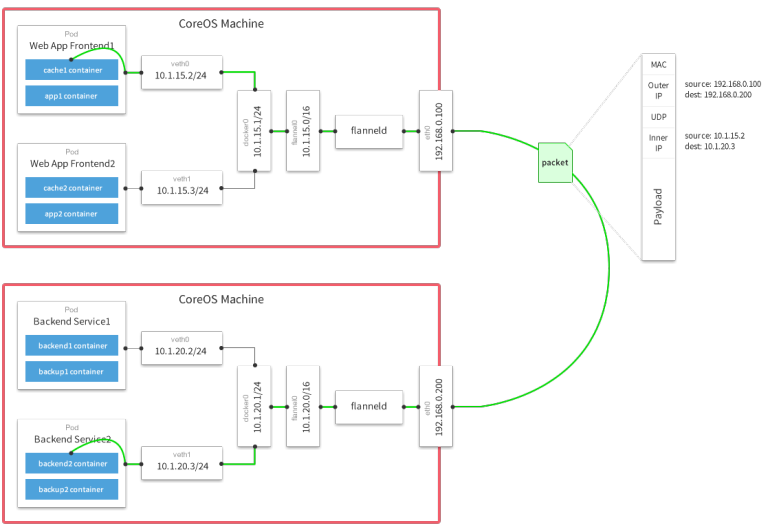 CoreOS Machine
Pod
Web App Frontend1
cache1 container
app1 container
veth0
10.1.15.2/24
docker0
10.1.15.1/24
flannel0
10.1.15.0/16
flanneld
eth0
192.168.0.100
Pod
Web App Frontend2
cache2 container
app2 container
veth1
10.1.15.3/24
packet
MAC
Outer
IP
source: 192.168.0.100
dest: 192.168.0.200
UDP
Inner
IP
source: 10.1.15.2
dest: 10.1.20.3
Payload
CoreOS Machine
Pod
Backend Service1
backend1 container
backup1 container
veth0
10.1.20.2/24
docker0
10.1.20.1/24
flannel0
10.1.20.0/16
flanneld
eth0
192.168.0.200
Pod
Backend Service2
backend2 container
backup2 container
veth1
10.1.20.3/24